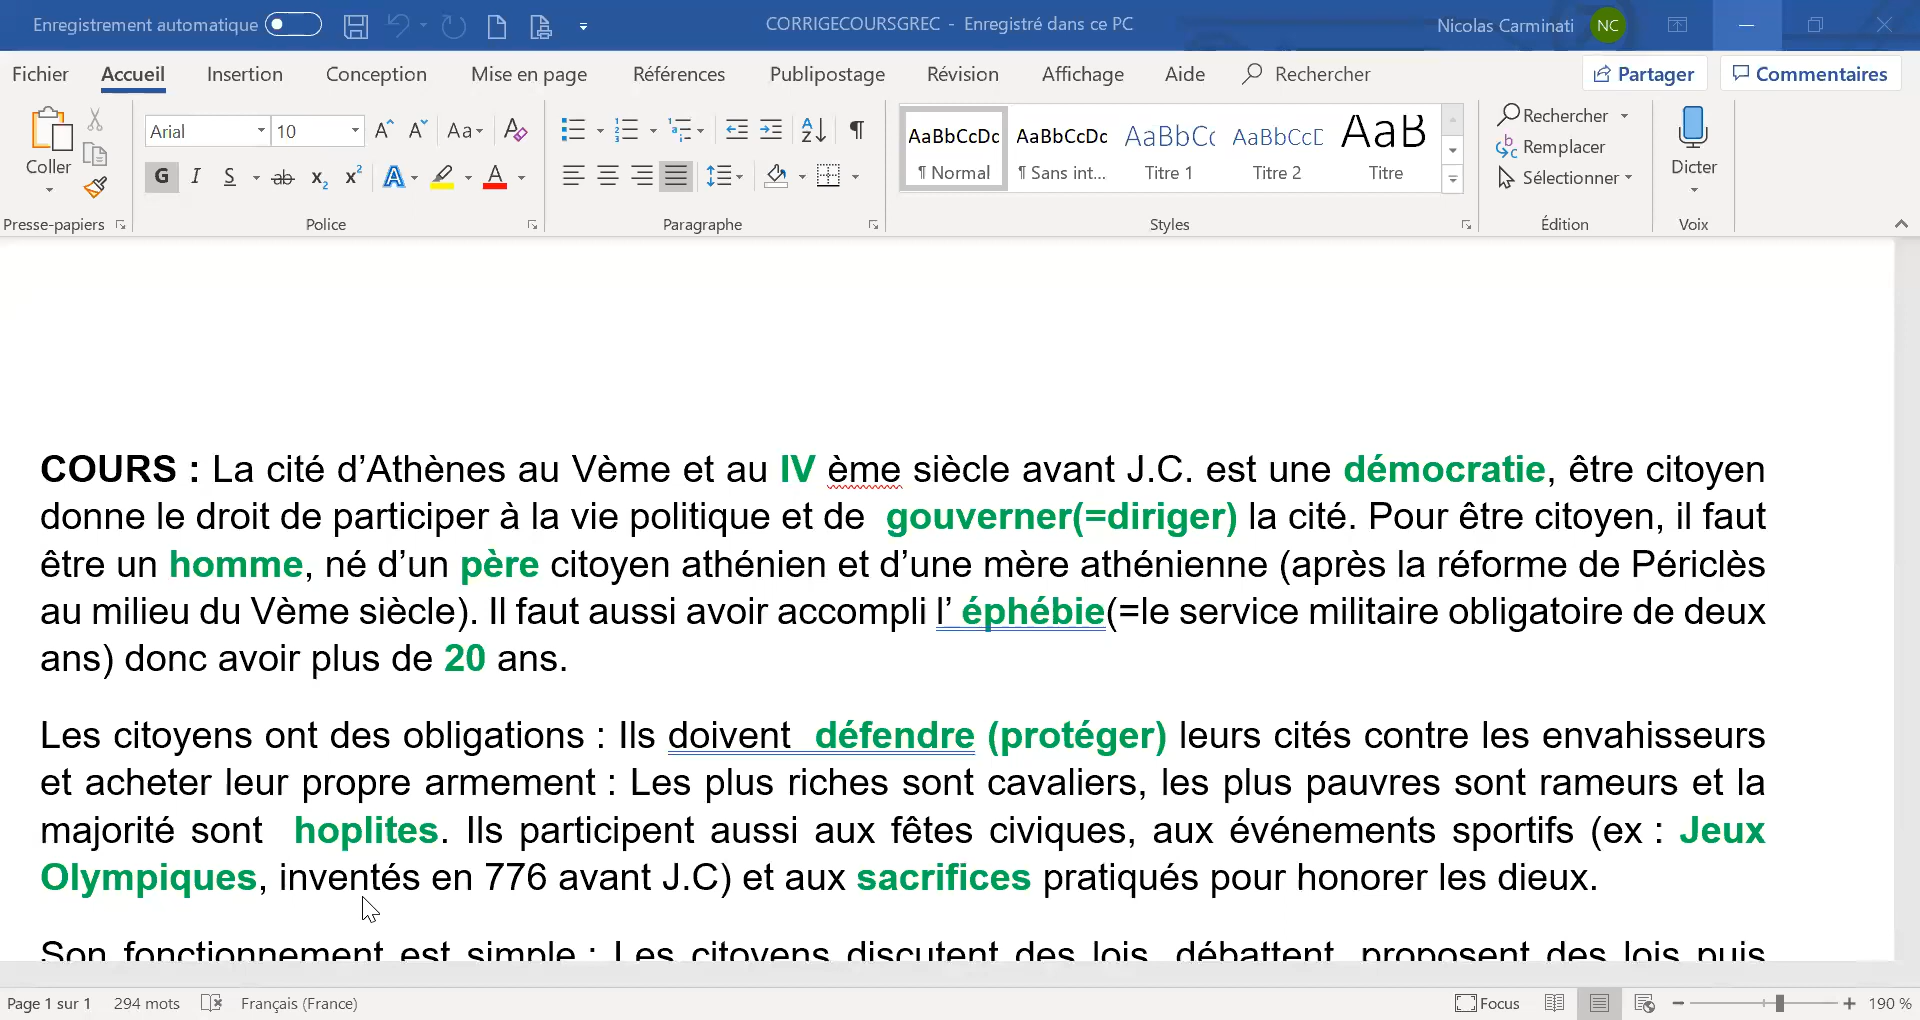 Enregistrement automatique
CORRIGECOURSGREC - Enregistré dans ce PC
Nicolas Carminati NC
Fichier Accueil Insertion Conception Mise en page Références Publipostage Révision Affichage Aide Rechercher Partager Commentaires
Coller
Arial 10
Aa
G I S ab x2 x2 A A
AaBbCcDc AaBbCcDc AaBbC AaBbCcE AaB
¶ Normal ¶ Sans int... Titre 1 Titre 2 Titre
Rechercher
Remplacer
Sélectionner
Dicter
Presse-papiers Police Paragraphe Styles Édition Voix
COURS : La cité d’Athènes au Vème et au IV ème siècle avant J.C. est une démocratie, être citoyen
donne le droit de participer à la vie politique et de gouverner(=diriger) la cité. Pour être citoyen, il faut
être un homme, né d’un père citoyen athénien et d’une mère athénienne (après la réforme de Périclès
au milieu du Vème siècle). Il faut aussi avoir accompli l’ éphébie(=le service militaire obligatoire de deux
ans) donc avoir plus de 20 ans.
Les citoyens ont des obligations : Ils doivent défendre (protéger) leurs cités contre les envahisseurs
et acheter leur propre armement : Les plus riches sont cavaliers, les plus pauvres sont rameurs et la
majorité sont hoplites. Ils participent aussi aux fêtes civiques, aux événements sportifs (ex : Jeux
Olympiques, inventés en 776 avant J.C) et aux sacrifices pratiqués pour honorer les dieux.
Son fonctionnement est simple : Les citoyens discutent des lois, débattent, proposent des lois puis
Page 1 sur 1 294 mots Français (France) Focus 190 %